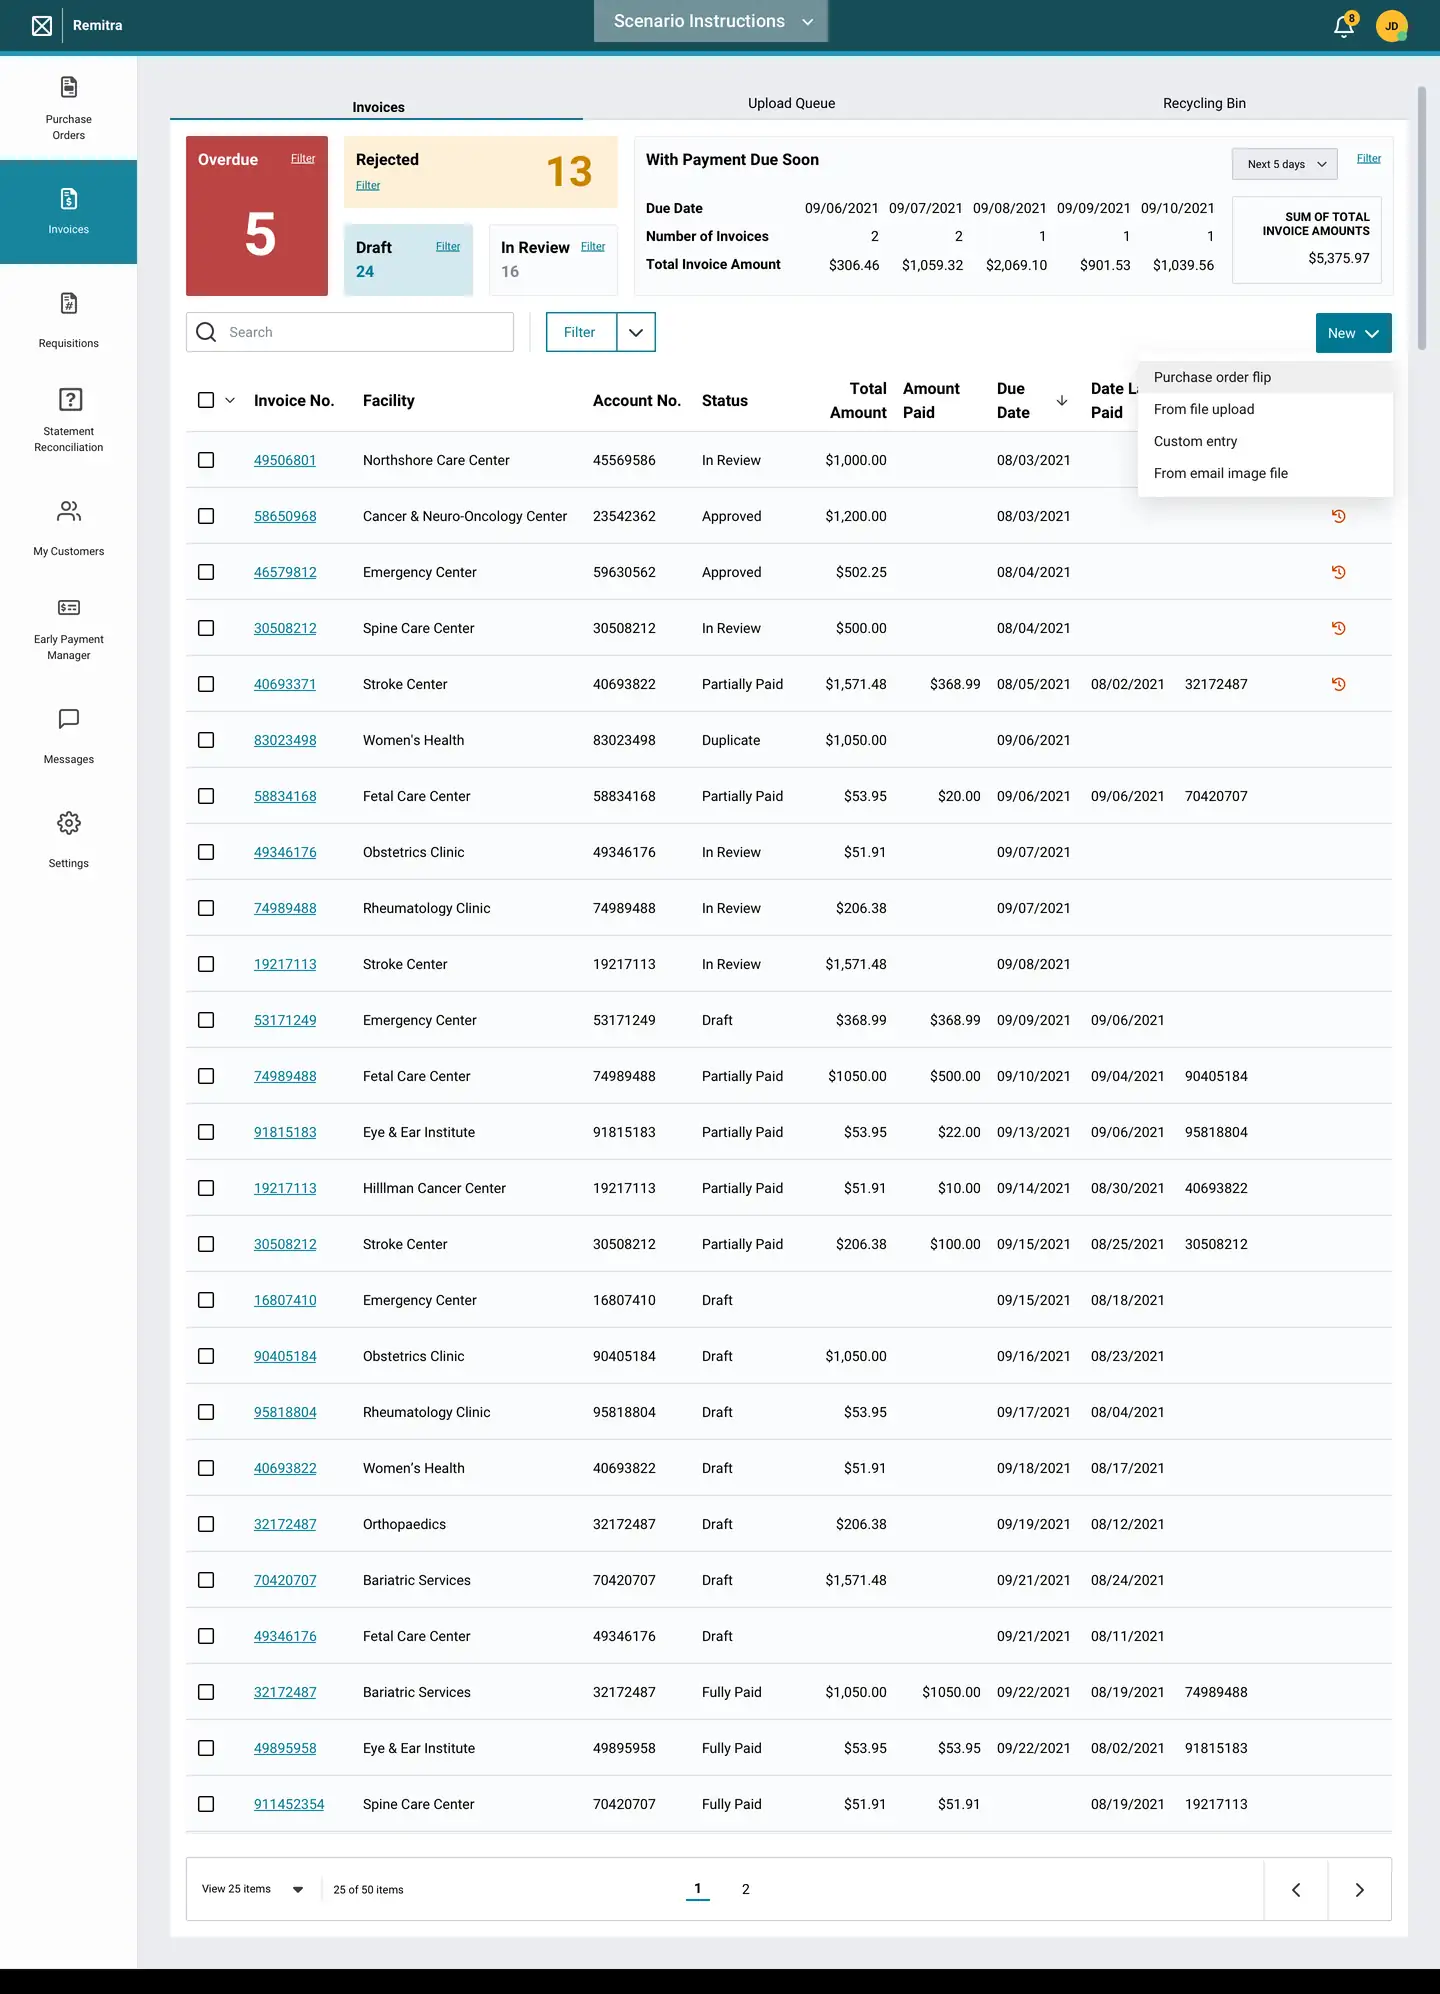 Remitra
Scenario Instructions
8
JD
Purchase
Orders
Invoices
Requisitions
Statement
Reconciliation
My Customers
Early Payment
Manager
Messages
Settings
Invoices Upload Queue Recycling Bin
Overdue Filter
5
Rejected
Filter
13
Draft Filter
24
In Review Filter
16
With Payment Due Soon Next 5 days Filter
Due Date 09/06/2021 09/07/2021 09/08/2021 09/09/2021 09/10/2021
Number of Invoices 2 2 1 1 1
Total Invoice Amount $306.46 $1,059.32 $2,069.10 $901.53 $1,039.56
SUM OF TOTAL
INVOICE AMOUNTS
$5,375.97
Search Filter New
Purchase order flip
From file upload
Custom entry
From email image file
Invoice No. Facility Account No. Status Total Amount Amount Paid Due Date Date La Paid
49506801 Northshore Care Center 45569586 In Review $1,000.00 08/03/2021
58650968 Cancer & Neuro-Oncology Center 23542362 Approved $1,200.00 08/03/2021
46579812 Emergency Center 59630562 Approved $502.25 08/04/2021
30508212 Spine Care Center 30508212 In Review $500.00 08/04/2021
40693371 Stroke Center 40693822 Partially Paid $1,571.48 $368.99 08/05/2021 08/02/2021 32172487
83023498 Women's Health 83023498 Duplicate $1,050.00 09/06/2021
58834168 Fetal Care Center 58834168 Partially Paid $53.95 $20.00 09/06/2021 09/06/2021 70420707
49346176 Obstetrics Clinic 49346176 In Review $51.91 09/07/2021
74989488 Rheumatology Clinic 74989488 In Review $206.38 09/07/2021
19217113 Stroke Center 19217113 In Review $1,571.48 09/08/2021
53171249 Emergency Center 53171249 Draft $368.99 $368.99 09/09/2021 09/06/2021
74989488 Fetal Care Center 74989488 Partially Paid $1050.00 $500.00 09/10/2021 09/04/2021 90405184
91815183 Eye & Ear Institute 91815183 Partially Paid $53.95 $22.00 09/13/2021 09/06/2021 95818804
19217113 Hilllman Cancer Center 19217113 Partially Paid $51.91 $10.00 09/14/2021 08/30/2021 40693822
30508212 Stroke Center 30508212 Partially Paid $206.38 $100.00 09/15/2021 08/25/2021 30508212
16807410 Emergency Center 16807410 Draft 09/15/2021 08/18/2021
90405184 Obstetrics Clinic 90405184 Draft $1,050.00 09/16/2021 08/23/2021
95818804 Rheumatology Clinic 95818804 Draft $53.95 09/17/2021 08/04/2021
40693822 Women's Health 40693822 Draft $51.91 09/18/2021 08/17/2021
32172487 Orthopaedics 32172487 Draft $206.38 09/19/2021 08/12/2021
70420707 Bariatric Services 70420707 Draft $1,571.48 09/21/2021 08/24/2021
49346176 Fetal Care Center 49346176 Draft 09/21/2021 08/11/2021
32172487 Bariatric Services 32172487 Fully Paid $1,050.00 $1050.00 09/22/2021 08/19/2021 74989488
49895958 Eye & Ear Institute 49895958 Fully Paid $53.95 $53.95 09/22/2021 08/02/2021 91815183
911452354 Spine Care Center 70420707 Fully Paid $51.91 $51.91 08/19/2021 19217113
View 25 items 25 of 50 items 1 2